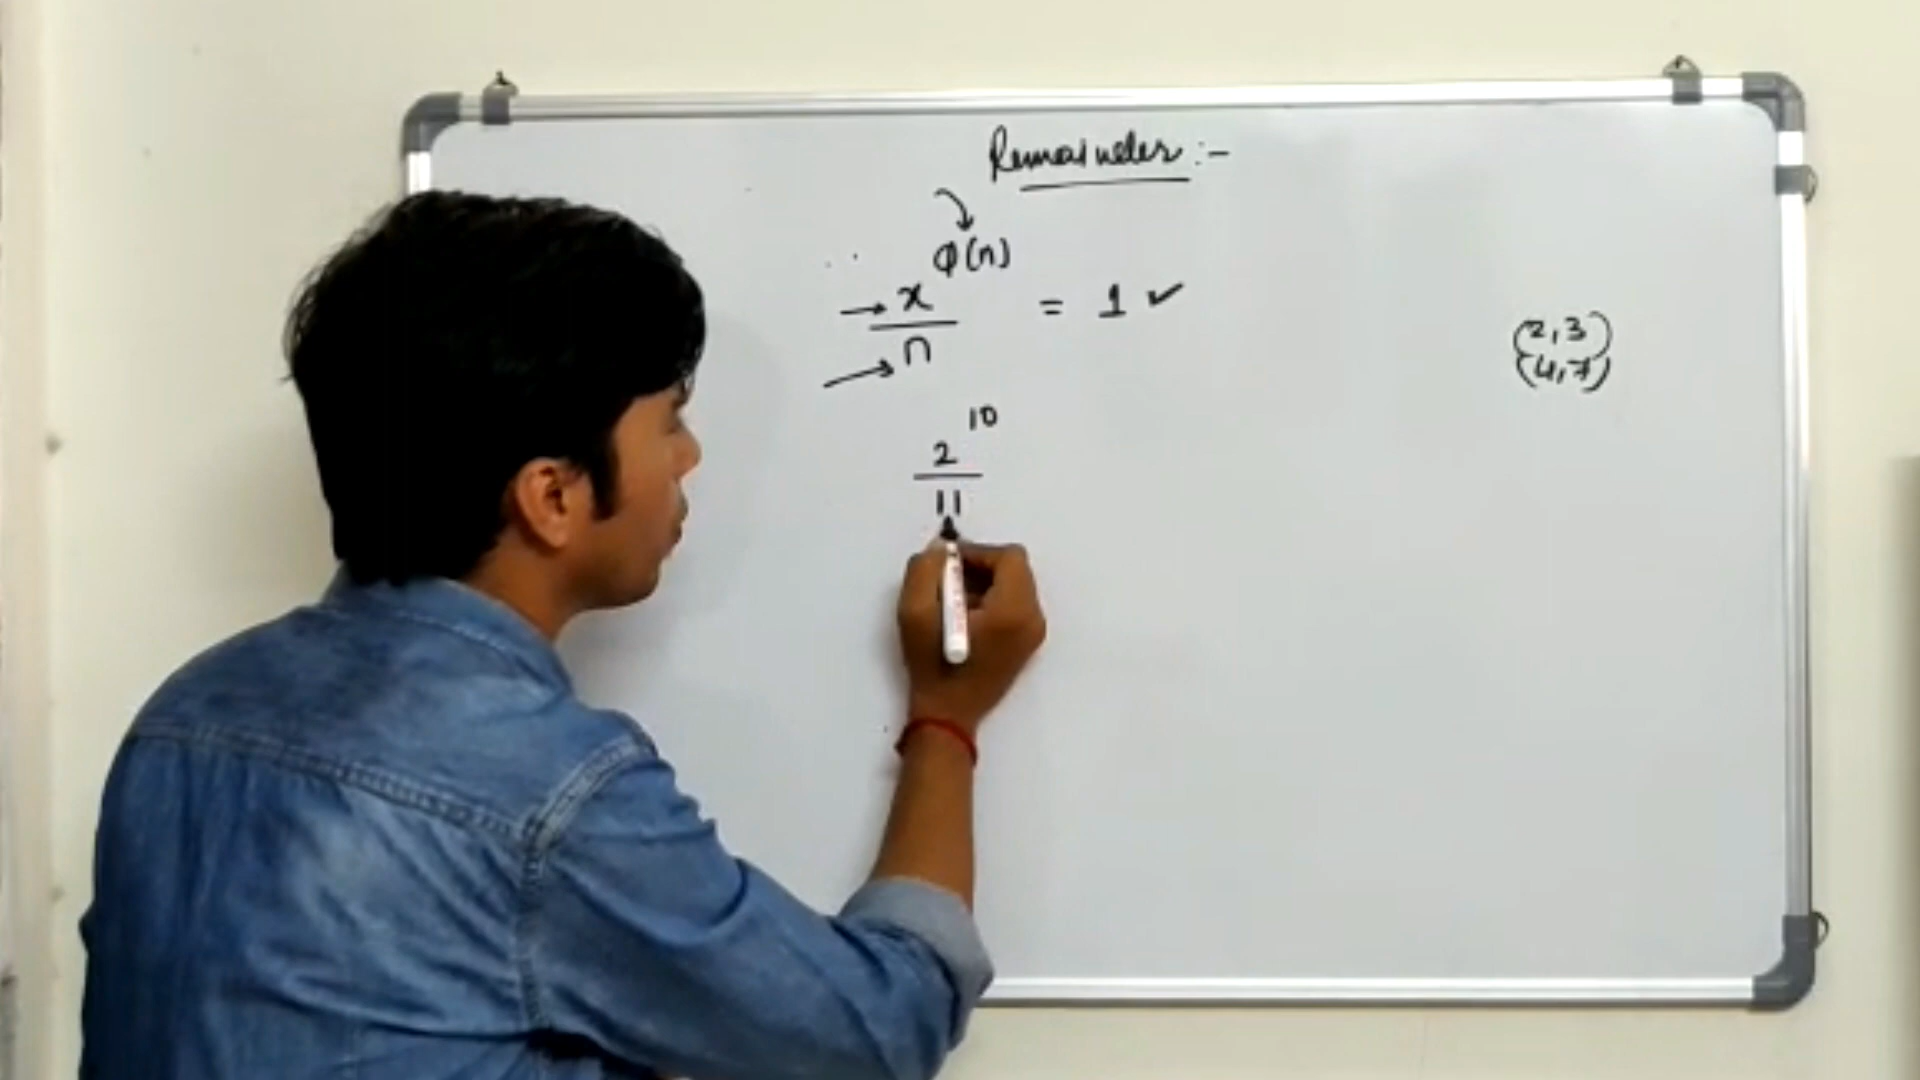 Remainder :-
φ(n)
→ x = 1 ✓
→ n
2, 3
4, 7
10
2
11